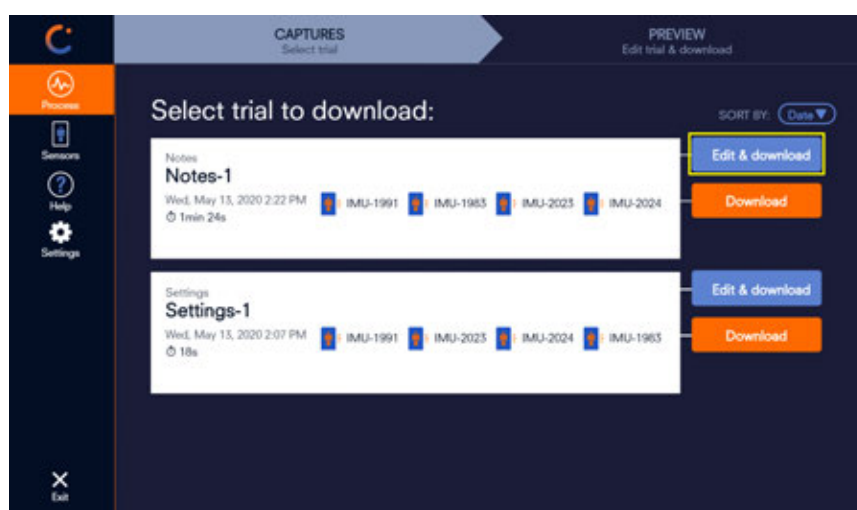 CAPTURES
Select trial
PREVIEW
Edit trial & download
Process
Sensors
Help
Settings
Exit
Select trial to download:
SORT BY: Date▼
Notes
Notes-1
Wed, May 13, 2020 2:22 PM
1min 24s
IMU-1991 IMU-1983 IMU-2023 IMU-2024
Edit & download
Download
Settings
Settings-1
Wed, May 13, 2020 2:07 PM
18s
IMU-1991 IMU-2023 IMU-2024 IMU-1983
Edit & download
Download